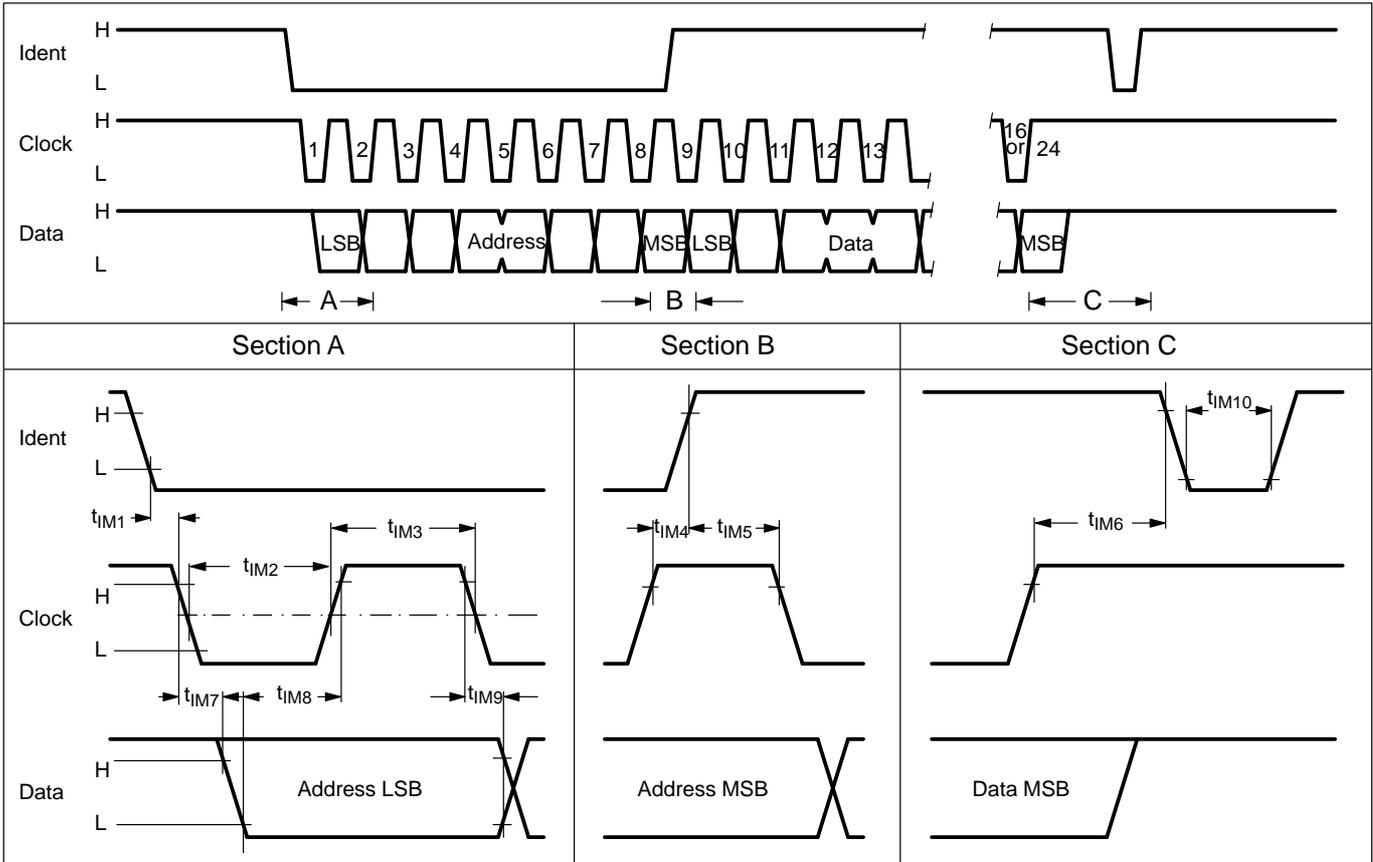 H
Ident
L
H
Clock
L
1 2 3 4 5 6 7 8 9 10 11 12 13
16
or 24
H
Data
L
LSB Address MSB LSB Data MSB
A B C
Section A Section B Section C
H
Ident
L
tIM1
tIM3
tIM4 tIM5
tIM6
tIM10
tIM2
H
Clock
L
tIM7 tIM8 tIM9
H
Data
L
Address LSB Address MSB Data MSB